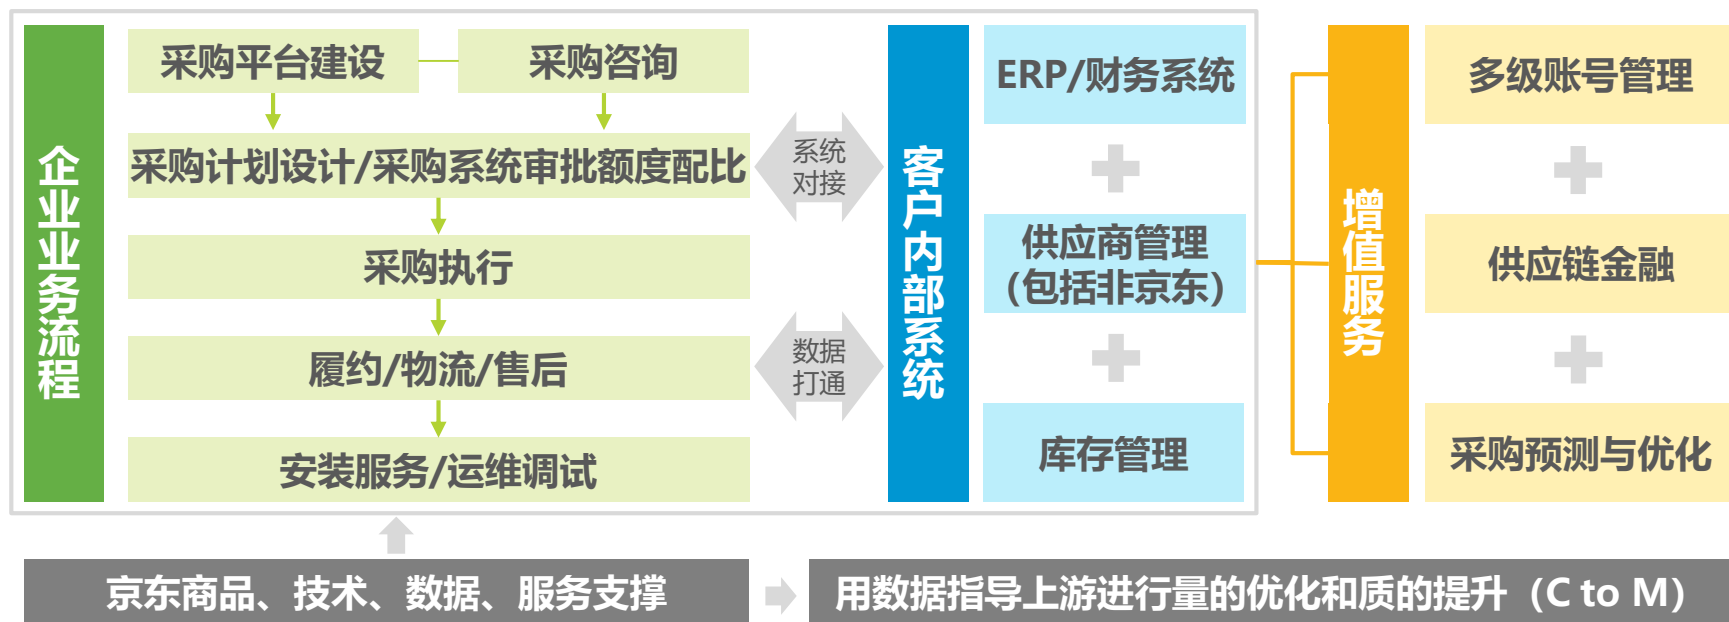 企业业务流程
采购平台建设
采购咨询
采购计划设计/采购系统审批额度配比
采购执行
履约/物流/售后
安装服务/运维调试
系统
对接
数据
打通
客户内部系统
ERP/财务系统
供应商管理
（包括非京东）
库存管理
增值服务
多级账号管理
供应链金融
采购预测与优化
京东商品、技术、数据、服务支撑
用数据指导上游进行量的优化和质的提升（C to M）